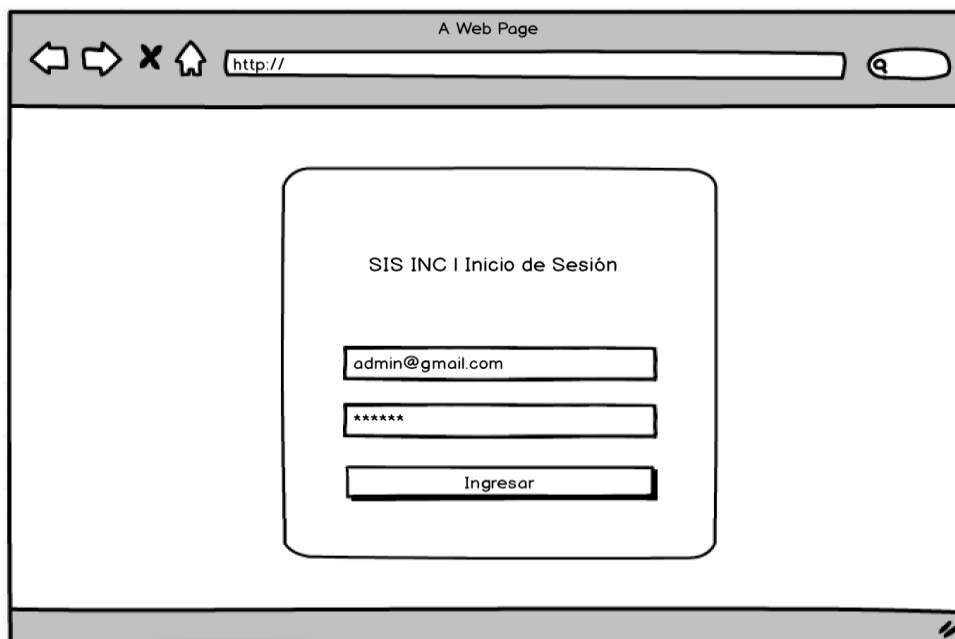 A Web Page
http://
SIS INC | Inicio de Sesión
admin@gmail.com
******
Ingresar